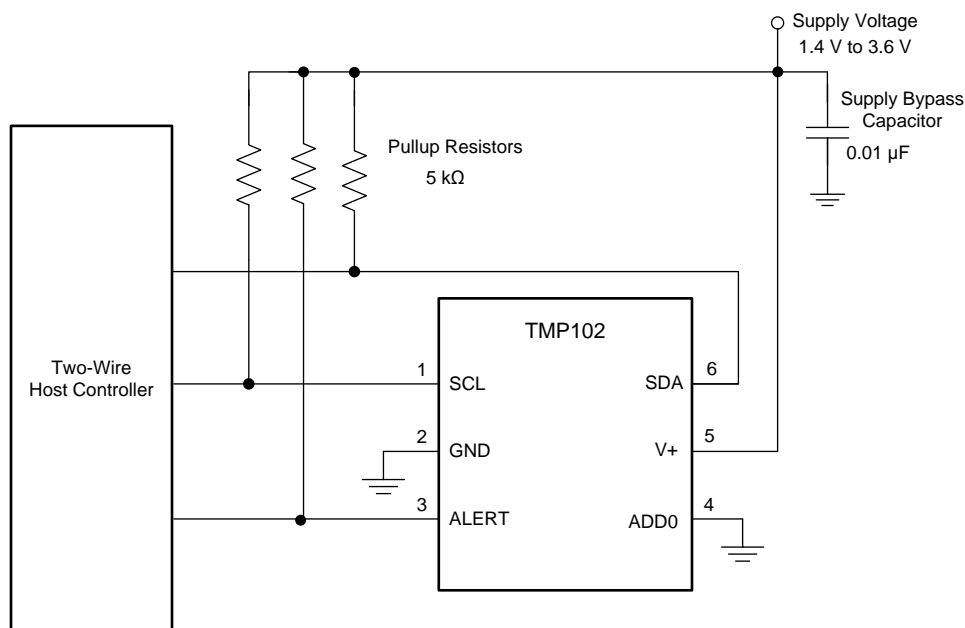 Supply Voltage
1.4 V to 3.6 V
Supply Bypass
Capacitor
0.01 µF
Pullup Resistors
5 kΩ
Two-Wire
Host Controller
TMP102
1
SCL
SDA
6
2
GND
V+
5
3
ALERT
ADD0
4